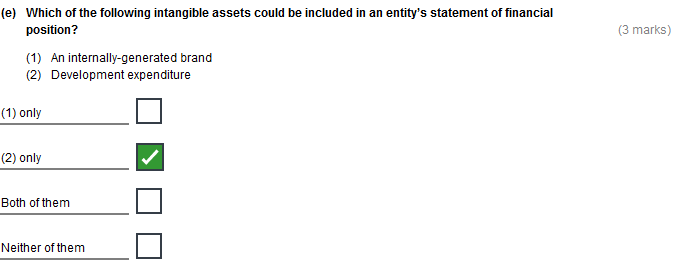 (e) Which of the following intangible assets could be included in an entity's statement of financial
position? (3 marks)
(1) An internally-generated brand
(2) Development expenditure
(1) only
(2) only
Both of them
Neither of them